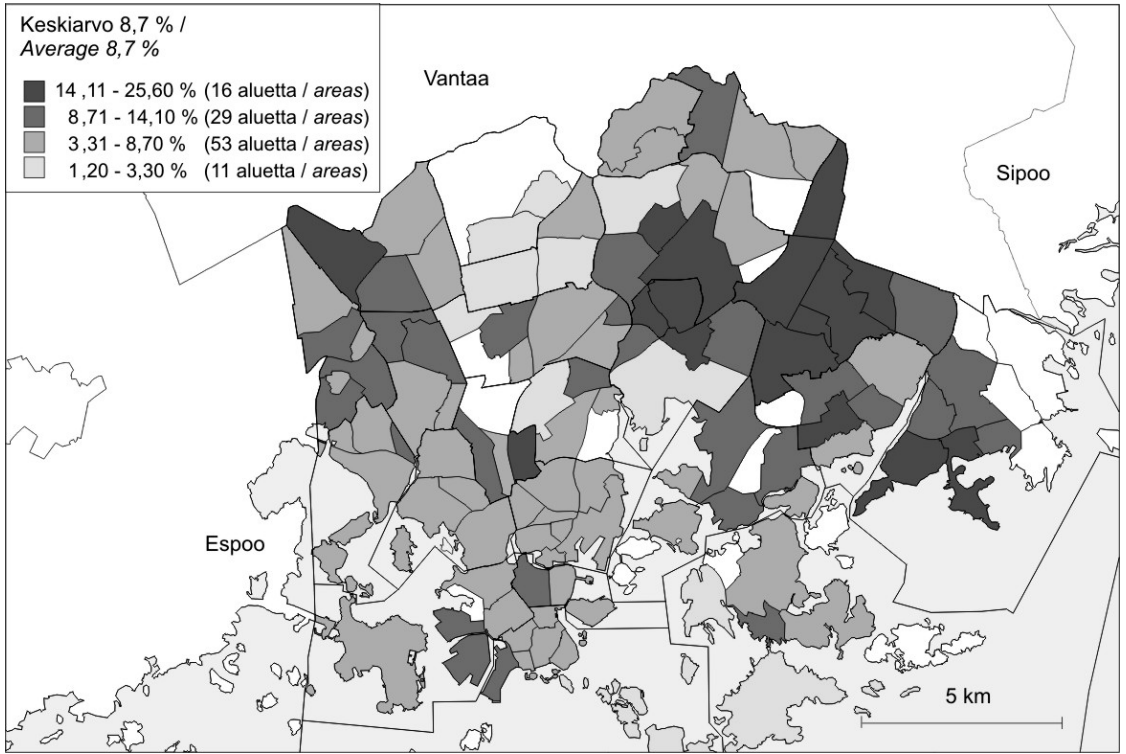 Keskiarvo 8,7 % /
Average 8,7 %
14 ,11 - 25,60 % (16 aluetta / areas)
8,71 - 14,10 % (29 aluetta / areas)
3,31 - 8,70 % (53 aluetta / areas)
1,20 - 3,30 % (11 aluetta / areas)
Vantaa
Sipoo
Espoo
5 km